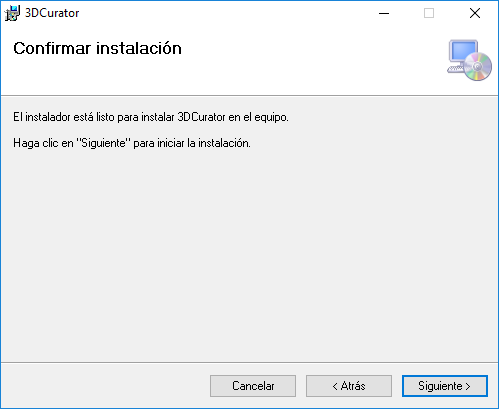 3DCurator
Confirmar instalación
El instalador está listo para instalar 3DCurator en el equipo.
Haga clic en "Siguiente" para iniciar la instalación.
Cancelar
< Atrás
Siguiente >